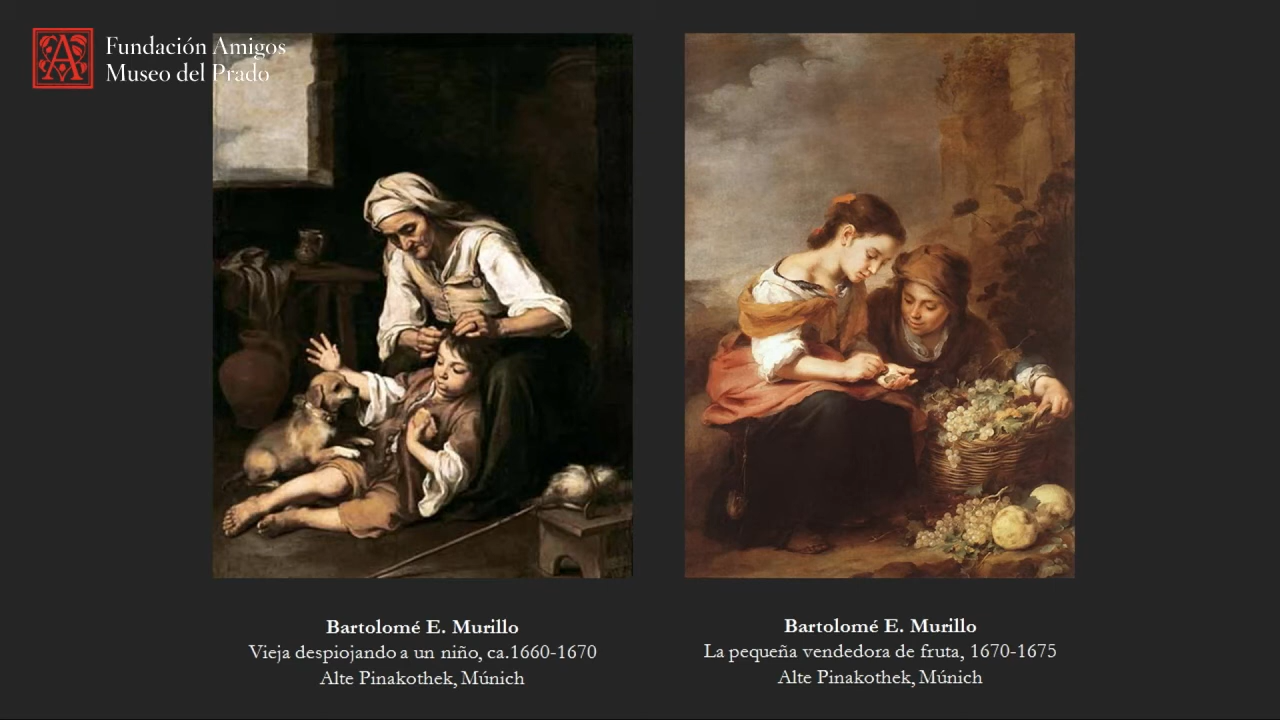 Fundación Amigos
Museo del Prado
Bartolomé E. Murillo
Vieja despiojando a un niño, ca.1660-1670
Alte Pinakothek, Múnich
Bartolomé E. Murillo
La pequeña vendedora de fruta, 1670-1675
Alte Pinakothek, Múnich